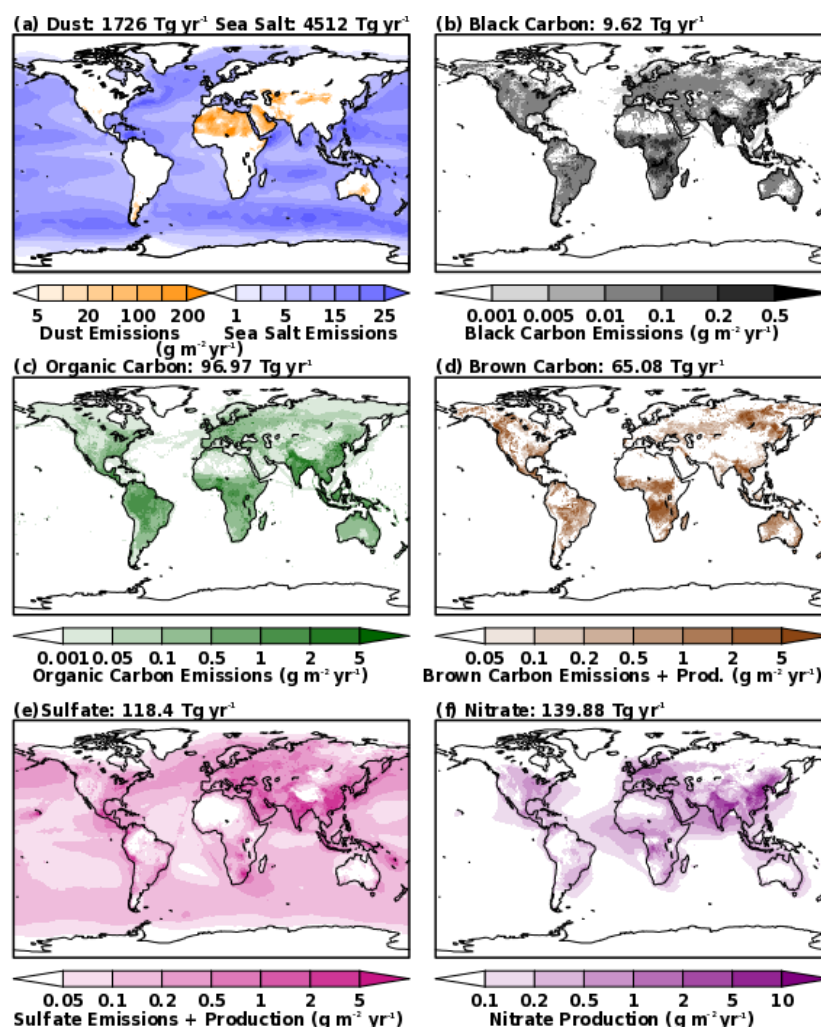 (a) Dust: 1726 Tg yr⁻¹ Sea Salt: 4512 Tg yr⁻¹
(b) Black Carbon: 9.62 Tg yr⁻¹
5 20 100 200
1 5 15 25
Dust Emissions Sea Salt Emissions
(g m⁻² yr⁻¹)
0.001 0.005 0.01 0.1 0.2 0.5
Black Carbon Emissions (g m⁻² yr⁻¹)
(c) Organic Carbon: 96.97 Tg yr⁻¹
(d) Brown Carbon: 65.08 Tg yr⁻¹
0.001 0.05 0.1 0.5 1 2 5
Organic Carbon Emissions (g m⁻² yr⁻¹)
0.05 0.1 0.2 0.5 1 2 5
Brown Carbon Emissions + Prod. (g m⁻² yr⁻¹)
(e)Sulfate: 118.4 Tg yr⁻¹
(f) Nitrate: 139.88 Tg yr⁻¹
0.05 0.1 0.2 0.5 1 2 5
Sulfate Emissions + Production (g m⁻² yr⁻¹)
0.1 0.2 0.5 1 2 5 10
Nitrate Production (g m⁻² yr⁻¹)